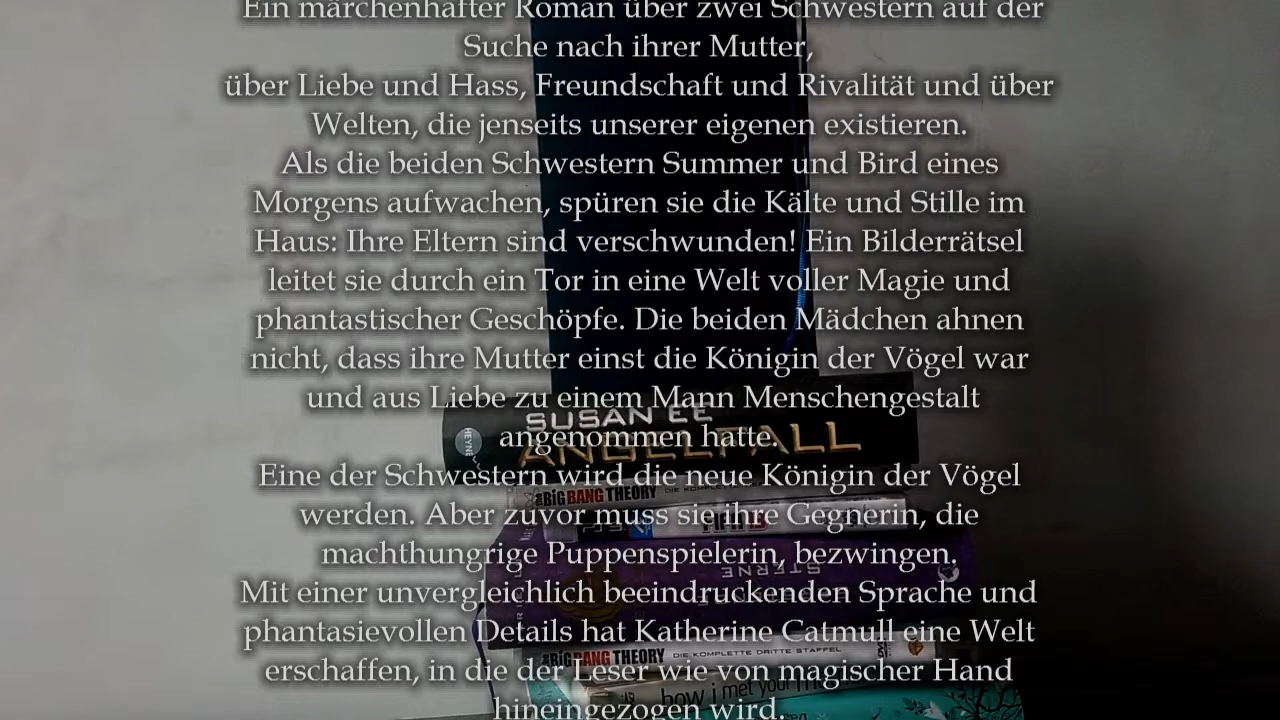 Ein märchenhafter Roman über zwei Schwestern auf der
Suche nach ihrer Mutter,
über Liebe und Hass, Freundschaft und Rivalität und über
Welten, die jenseits unserer eigenen existieren.
Als die beiden Schwestern Summer und Bird eines
Morgens aufwachen, spüren sie die Kälte und Stille im
Haus: Ihre Eltern sind verschwunden! Ein Bilderrätsel
leitet sie durch ein Tor in eine Welt voller Magie und
phantastischer Geschöpfe. Die beiden Mädchen ahnen
nicht, dass ihre Mutter einst die Königin der Vögel war
und aus Liebe zu einem Mann Menschengestalt
angenommen hatte.
Eine der Schwestern wird die neue Königin der Vögel
werden. Aber zuvor muss sie ihre Gegnerin, die
machthungrige Puppenspielerin, bezwingen.
Mit einer unvergleichlich beeindruckenden Sprache und
phantasievollen Details hat Katherine Catmull eine Welt
erschaffen, in die der Leser wie von magischer Hand
hineingezogen wird.
SUSAN EE
HEYNE
ANGELFALL
BIG BANG THEORY
FIFA 13
STERNE
BIG BANG THEORY DIE KOMPLETTE DRITTE STAFFEL
how i met your